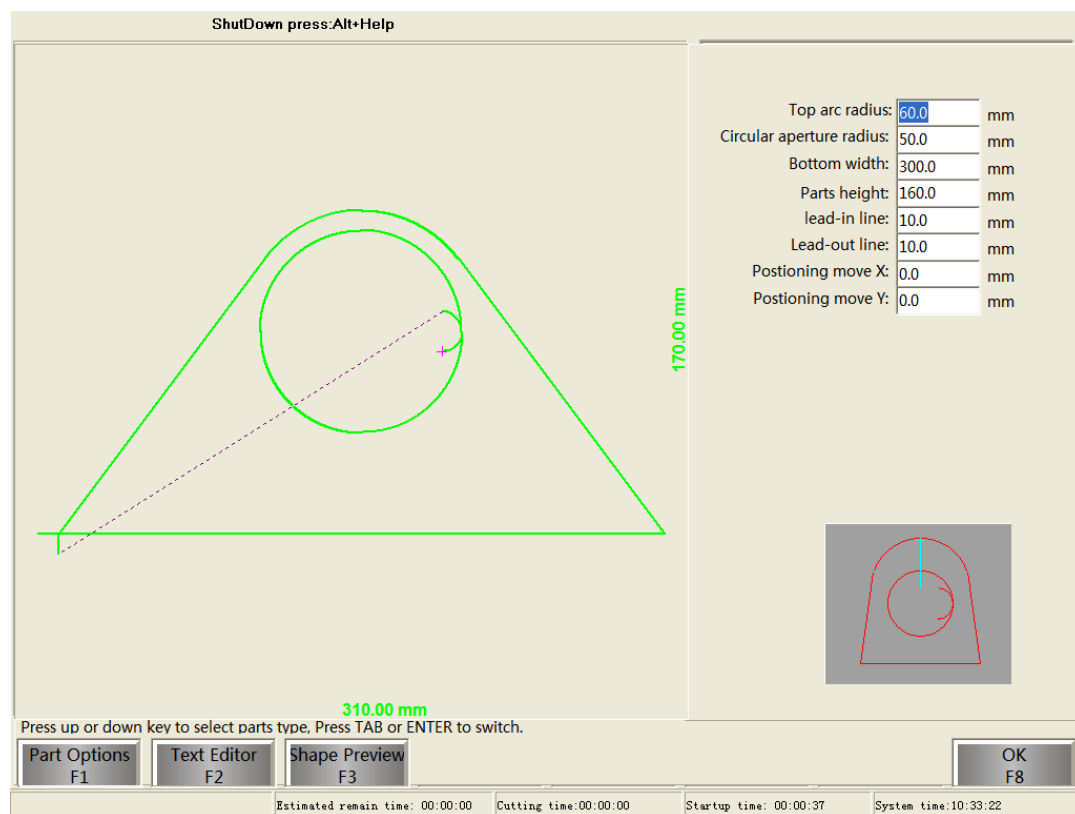 ShutDown press:Alt+Help
Top arc radius: 60.0 mm
Circular aperture radius: 50.0 mm
Bottom width: 300.0 mm
Parts height: 160.0 mm
lead-in line: 10.0 mm
Lead-out line: 10.0 mm
Postioning move X: 0.0 mm
Postioning move Y: 0.0 mm
170.00 mm
310.00 mm
Press up or down key to select parts type, Press TAB or ENTER to switch.
Part Options Text Editor Shape Preview OK
F1 F2 F3 F8
Estimated remain time: 00:00:00 Cutting time:00:00:00 Startup time: 00:00:37 System time:10:33:22